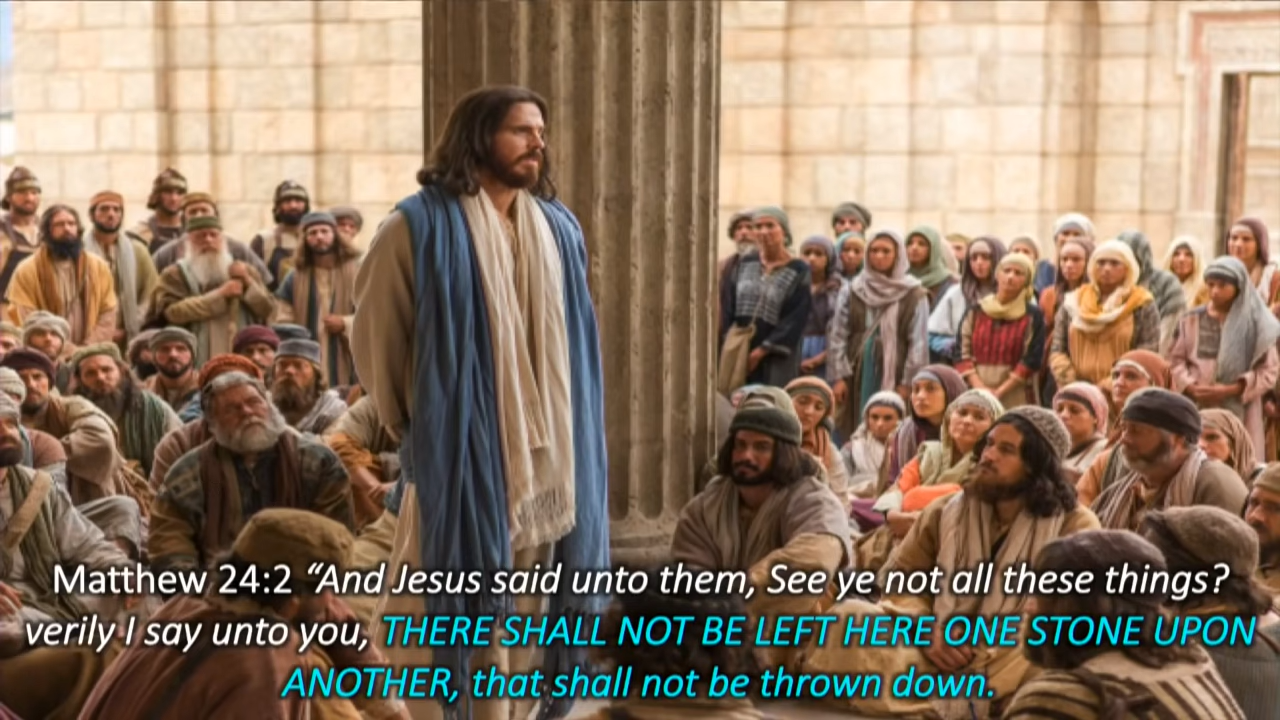 Matthew 24:2 “And Jesus said unto them, See ye not all these things?
verily I say unto you, THERE SHALL NOT BE LEFT HERE ONE STONE UPON
ANOTHER, that shall not be thrown down.